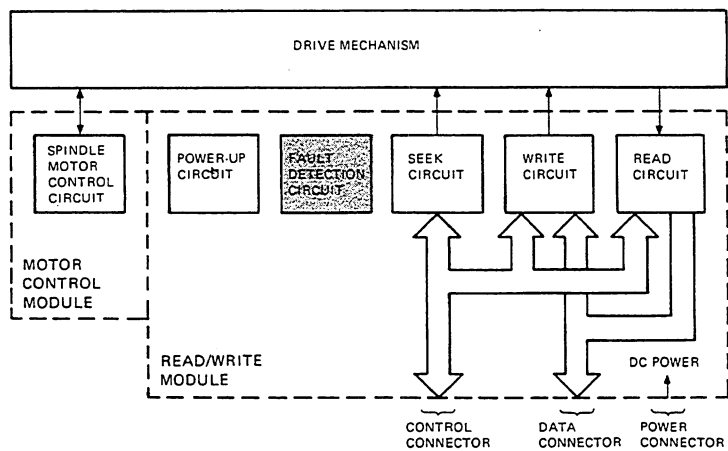 DRIVE MECHANISM
SPINDLE
MOTOR
CONTROL
CIRCUIT
POWER-UP
CIRCUIT
FAULT
DETECTION
CIRCUIT
SEEK
CIRCUIT
WRITE
CIRCUIT
READ
CIRCUIT
MOTOR
CONTROL
MODULE
READ/WRITE
MODULE
DC POWER
CONTROL
CONNECTOR
DATA
CONNECTOR
POWER
CONNECTOR